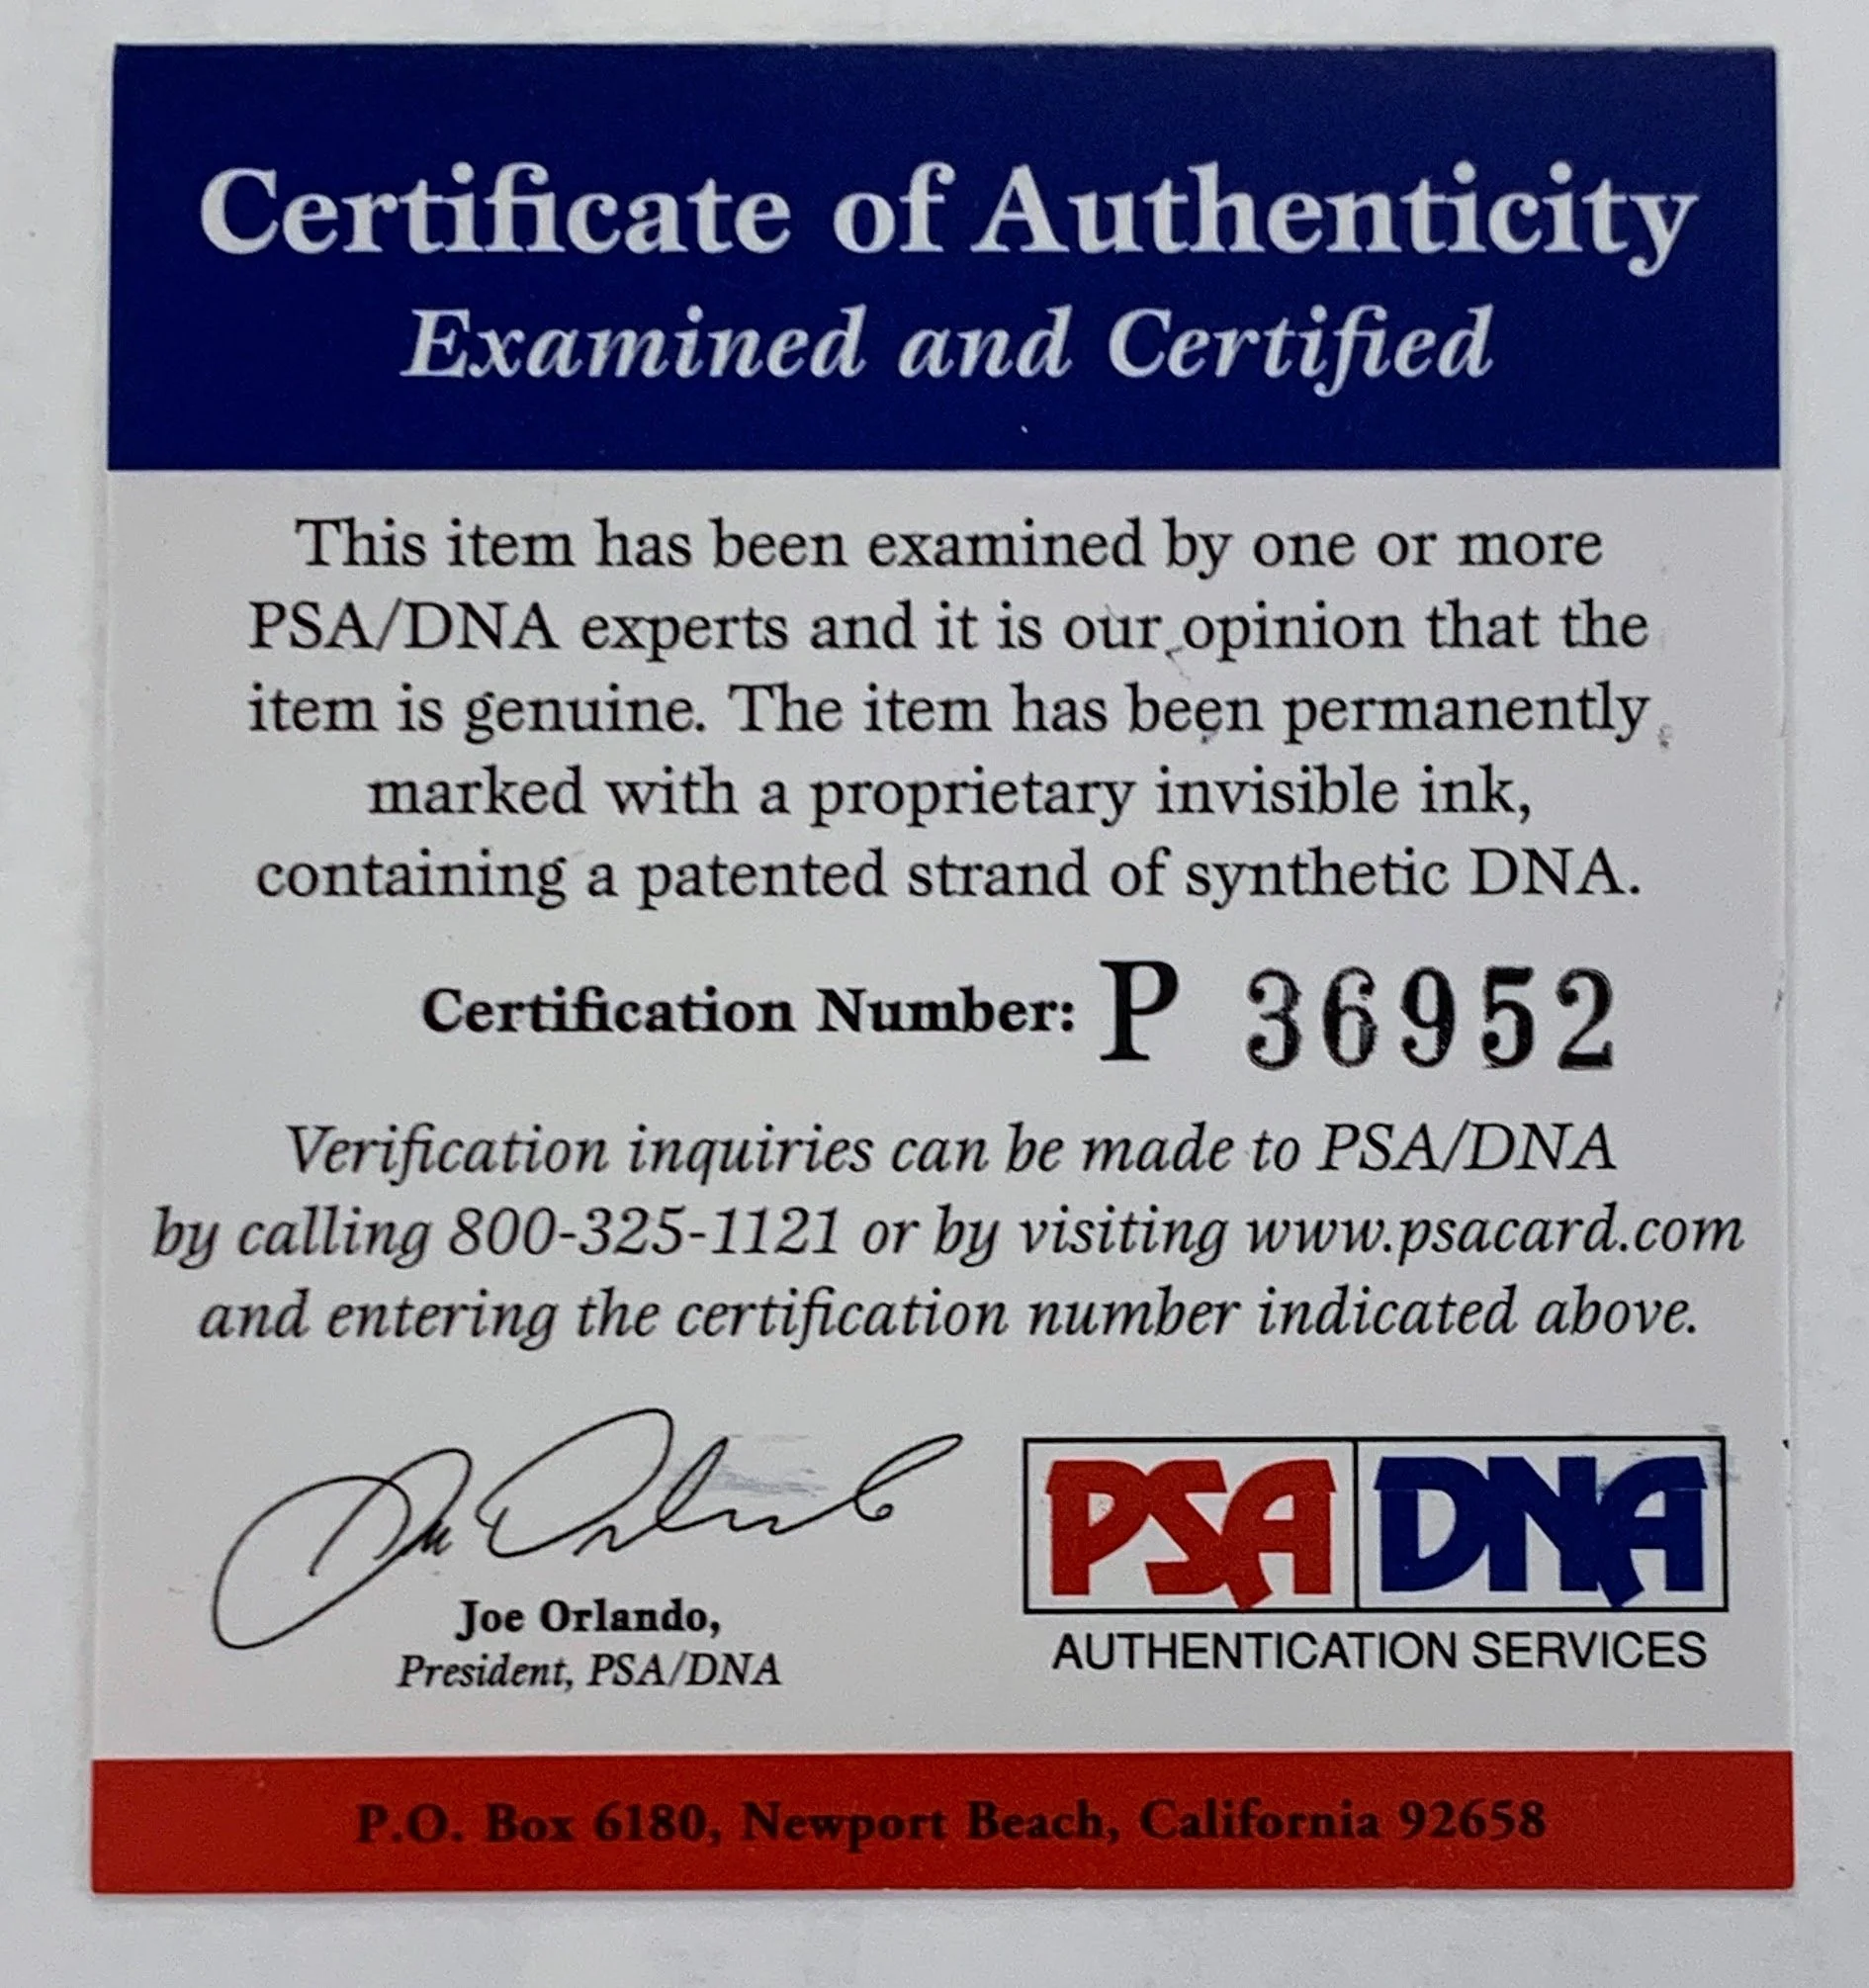 Certificate of Authenticity
Examined and Certified
This item has been examined by one or more
PSA/DNA experts and it is our opinion that the
item is genuine. The item has been permanently
marked with a proprietary invisible ink,
containing a patented strand of synthetic DNA.
Certification Number: P 36952
Verification inquiries can be made to PSA/DNA
by calling 800-325-1121 or by visiting www.psacard.com
and entering the certification number indicated above.
Joe Orlando,
President, PSA/DNA
PSA DNA
AUTHENTICATION SERVICES
P.O. Box 6180, Newport Beach, California 92658